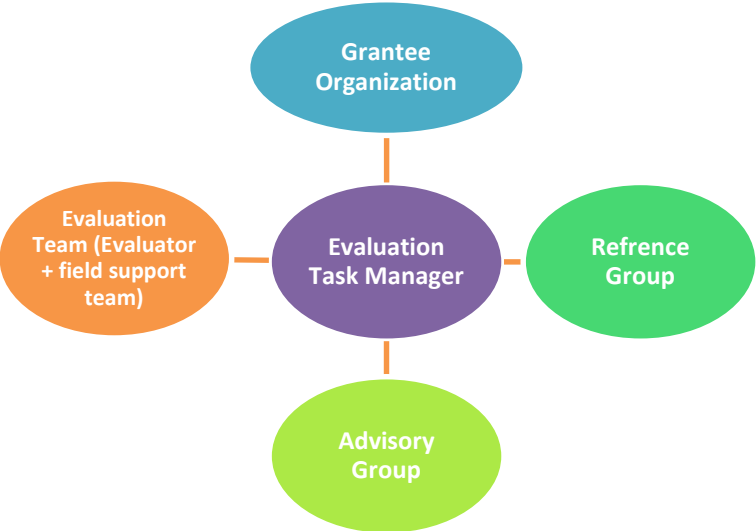 Grantee
Organization
Evaluation
Team (Evaluator
+ field support
team)
Evaluation
Task Manager
Refrence
Group
Advisory
Group